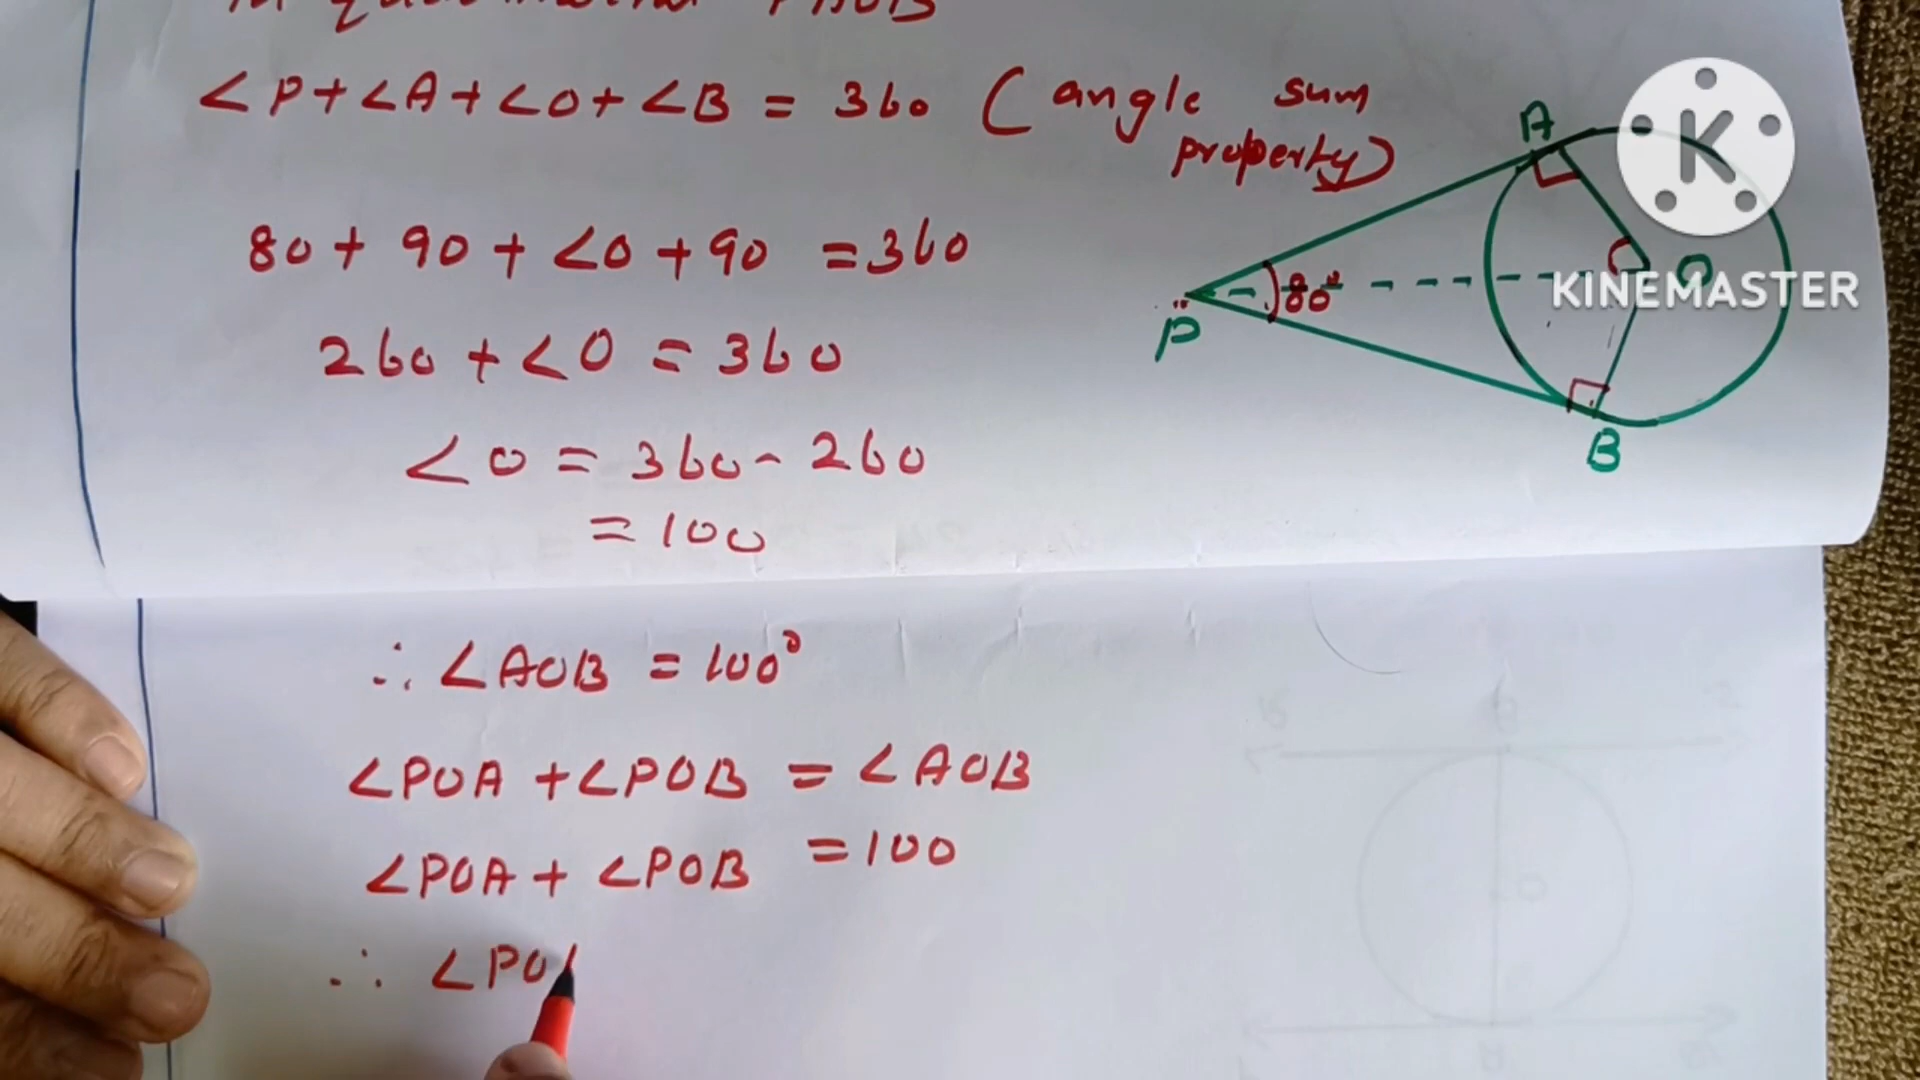 PAOB
∠P+∠A+∠O+∠B = 360 (angle sum
property)
80+90+∠O+90 =360
260+∠O = 360
∠O = 360-260
= 100
∴ ∠AOB = 100°
∠POA +∠POB = ∠AOB
∠POA+ ∠POB = 100
∴ ∠PO
A
80°
O
P
B
K
KINEMASTER